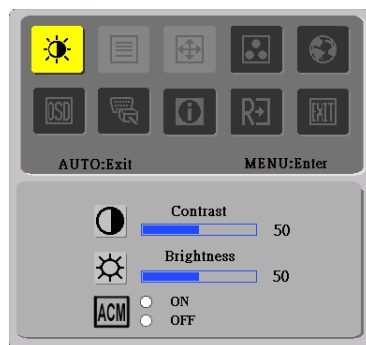 OSD i R EXIT
AUTO:Exit MENU:Enter
Contrast
50
Brightness
50
ACM ON
OFF